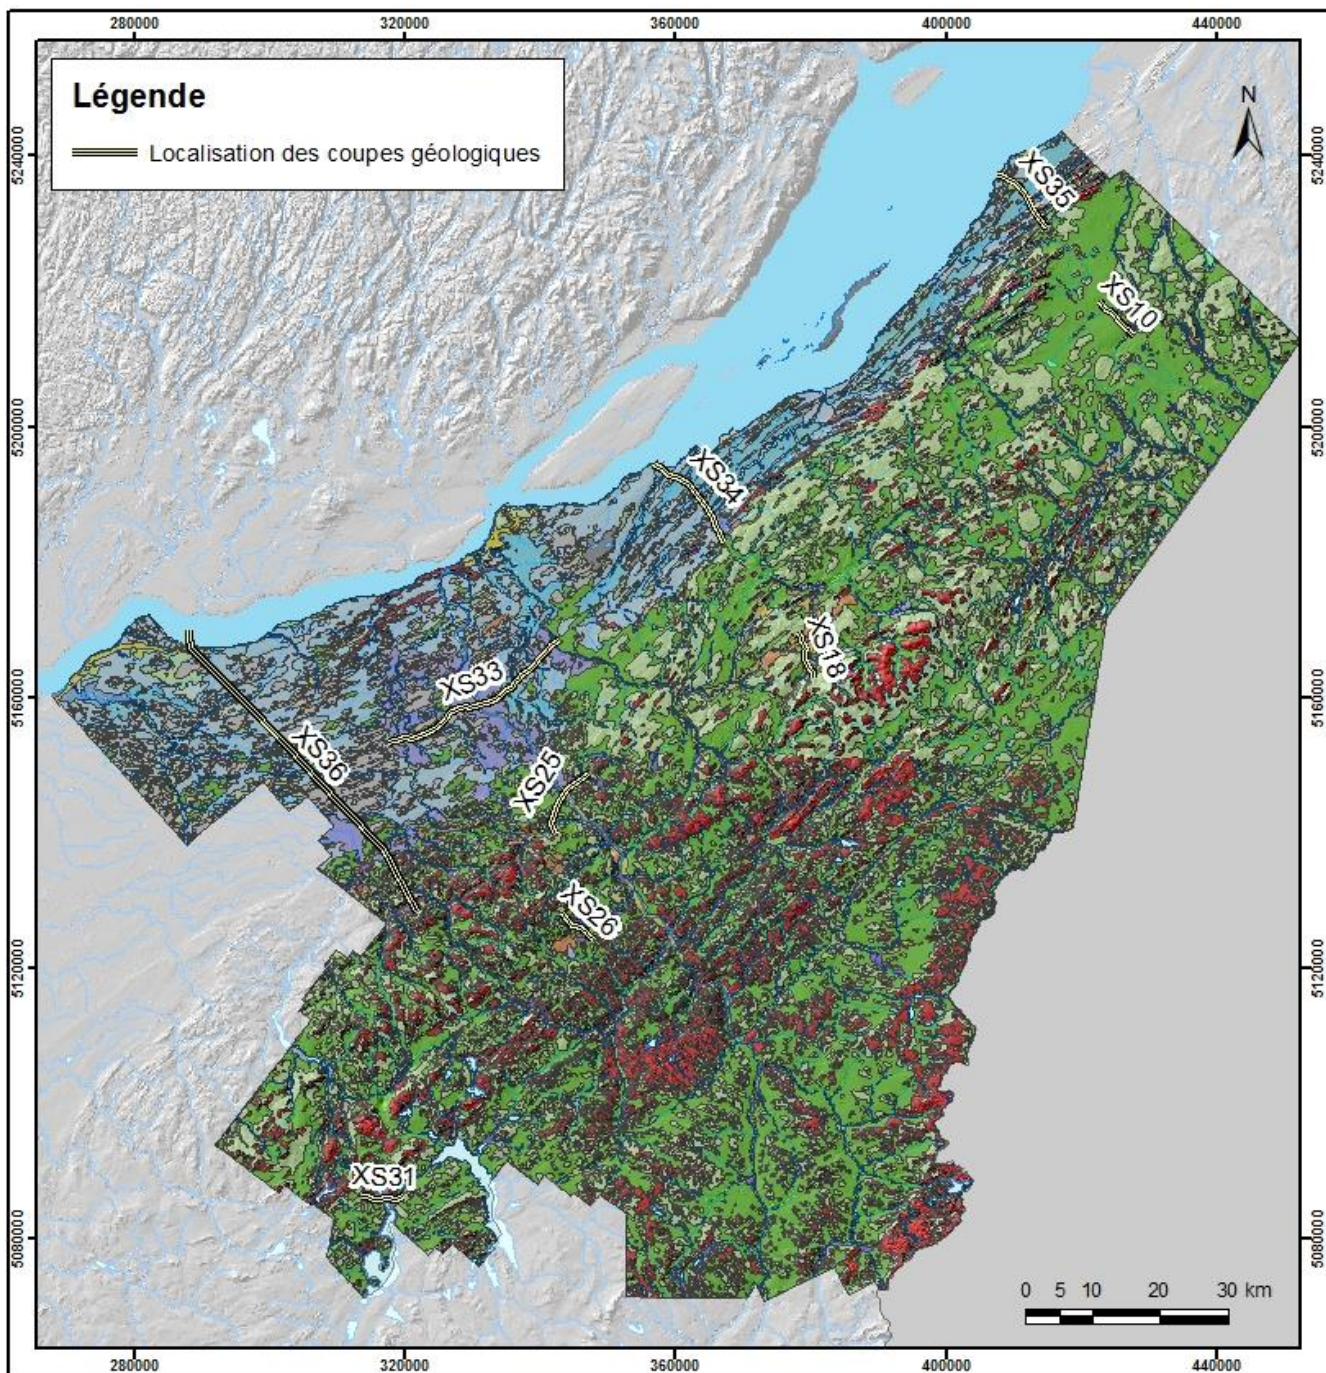 280000 320000 360000 400000 440000
Légende
Localisation des coupes géologiques
N
5240000 5240000
XS35
XS10
5200000 5200000
XS34
XS18
5160000 5160000
XS33
XS36
XS25
XS26
5120000 5120000
XS31
5080000 5080000
0 5 10 20 30 km
280000 320000 360000 400000 440000